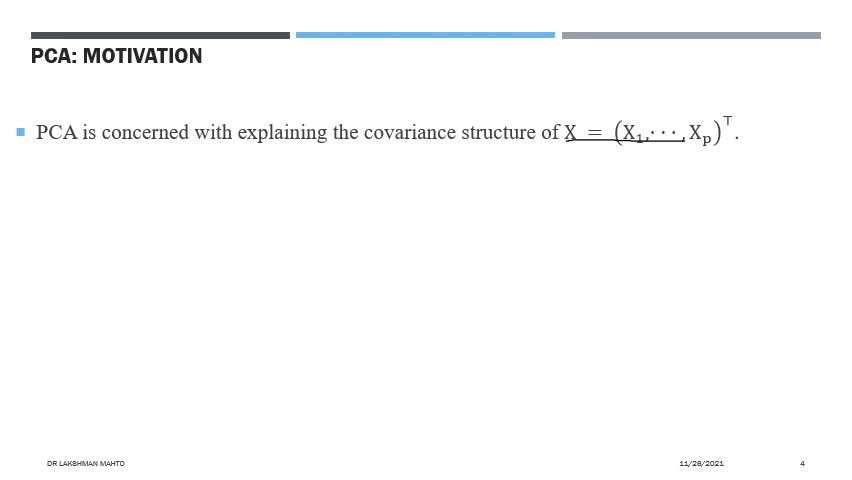 PCA: MOTIVATION
PCA is concerned with explaining the covariance structure of X = (X₁,···, Xₚ)ᵀ.
DR LAKSHMAN MAHTO 11/26/2021 4